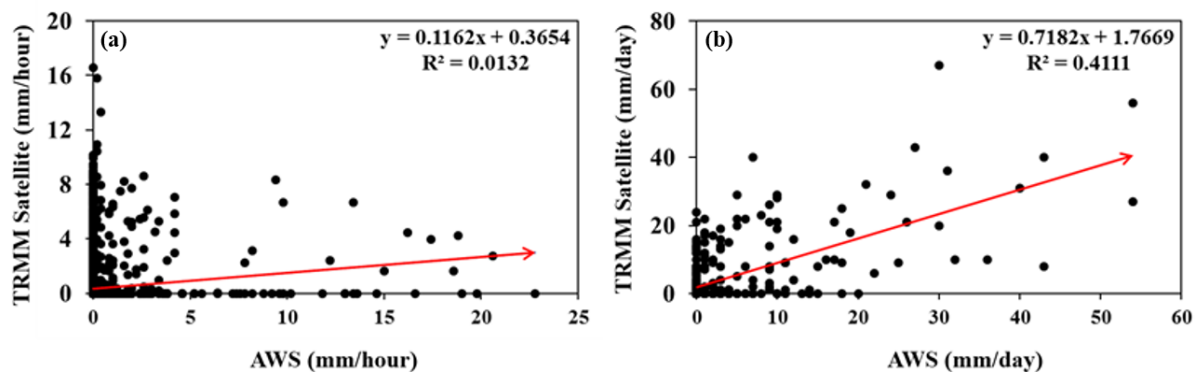 (a)
y = 0.1162x + 0.3654
R² = 0.0132
TRMM Satellite (mm/hour)
20
16
12
8
4
0
0 5 10 15 20 25
AWS (mm/hour)
(b)
y = 0.7182x + 1.7669
R² = 0.4111
TRMM Satellite (mm/day)
80
60
40
20
0
0 10 20 30 40 50 60
AWS (mm/day)